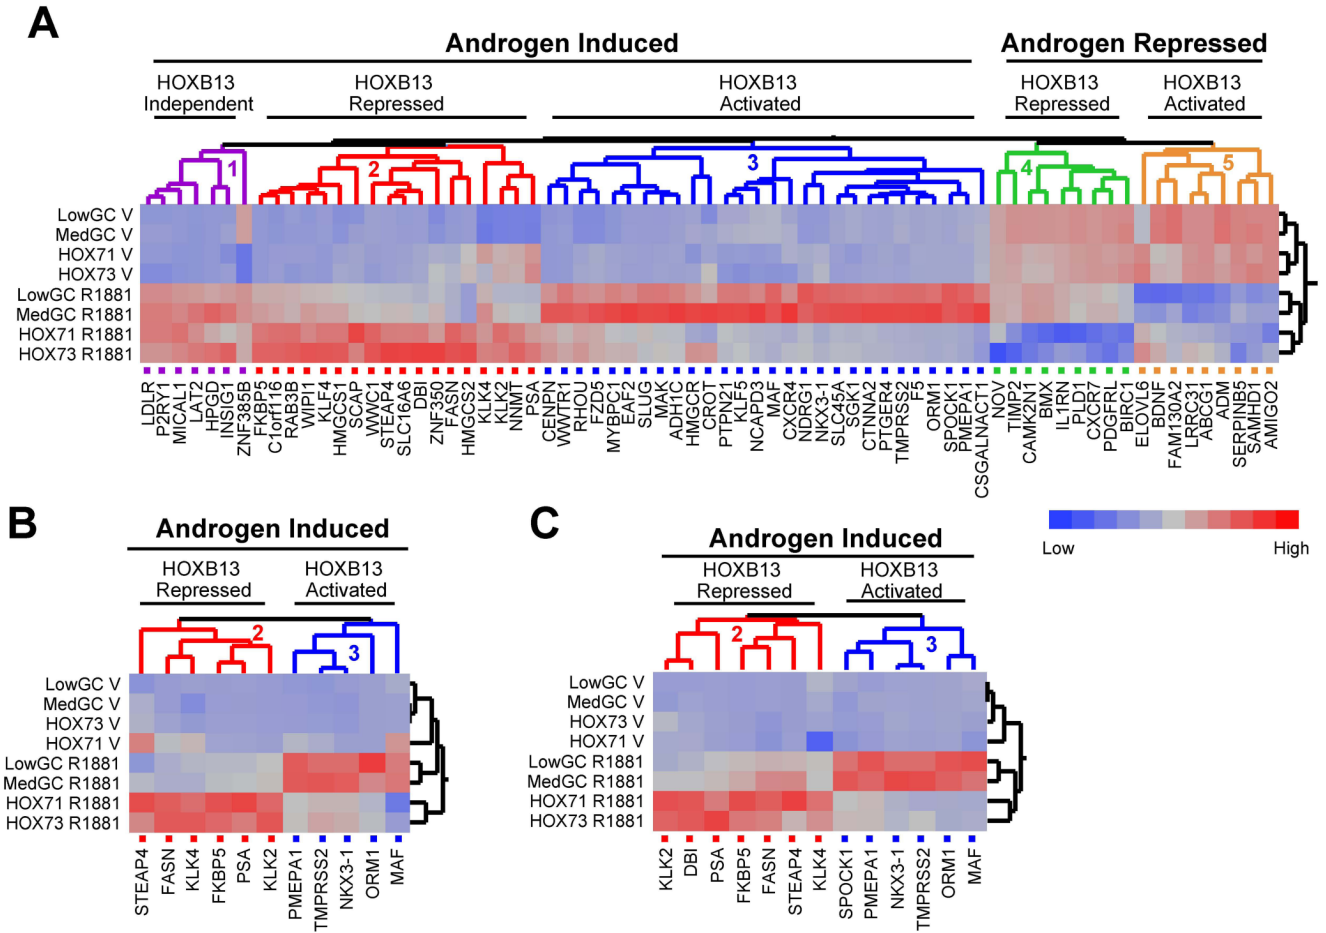 A
Androgen Induced
Androgen Repressed
HOXB13
Independent
HOXB13
Repressed
HOXB13
Activated
HOXB13
Repressed
HOXB13
Activated
1
2
3
4
5
LowGC V
MedGC V
HOX71 V
HOX73 V
LowGC R1881
MedGC R1881
HOX71 R1881
HOX73 R1881
LDLR
P2RY1
MICAL1
LAT2
HPGD
INSIG1
ZNF385B
FKBP5
C1orf116
RAB3B
WIPI1
KLF4
HMGCS1
SCAP
WWC1
STEAP4
SLC16A6
DBI
ZNF350
FASN
HMGCS2
KLK4
KLK2
NNMT
PSA
CENPN
WWTR1
RHOU
FZD5
MYBPC1
EAF2
SLUG
MAK
ADH1C
HMGCR
CROT
PTPN21
KLF5
NCAPD3
MAF
CXCR4
NDRG1
NKX3-1
SLC45A
SGK1
CTNNA2
PTGER4
TMPRSS2
F5
ORM1
SPOCK1
PMEPA1
CSGALNACT1
NOV
TIMP2
CAMK2N1
BMX
IL1RN
PLD1
CXCR7
PDGFRL
BIRC1
ELOVL6
BDNF
FAM130A2
LRRC31
ABCG1
ADM
SERPINB5
SAMHD1
AMIGO2
Low
High
B
Androgen Induced
HOXB13
Repressed
HOXB13
Activated
2
3
LowGC V
MedGC V
HOX73 V
HOX71 V
LowGC R1881
MedGC R1881
HOX71 R1881
HOX73 R1881
STEAP4
FASN
KLK4
FKBP5
PSA
KLK2
PMEPA1
TMPRSS2
NKX3-1
ORM1
MAF
C
Androgen Induced
HOXB13
Repressed
HOXB13
Activated
2
3
LowGC V
MedGC V
HOX73 V
HOX71 V
LowGC R1881
MedGC R1881
HOX71 R1881
HOX73 R1881
KLK2
DBI
PSA
FKBP5
FASN
STEAP4
KLK4
SPOCK1
PMEPA1
NKX3-1
TMPRSS2
ORM1
MAF